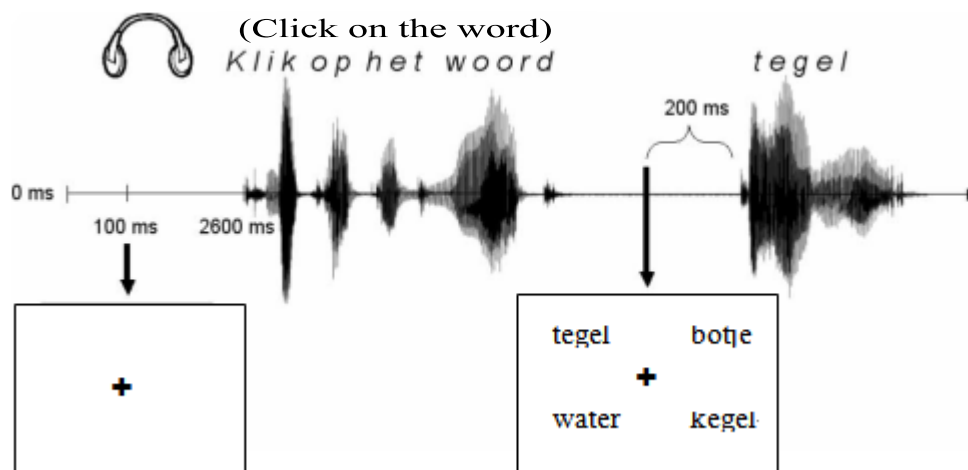 (Click on the word)
Klik op het woord tegel
200 ms
0 ms
100 ms 2600 ms
tegel botje
water kegel